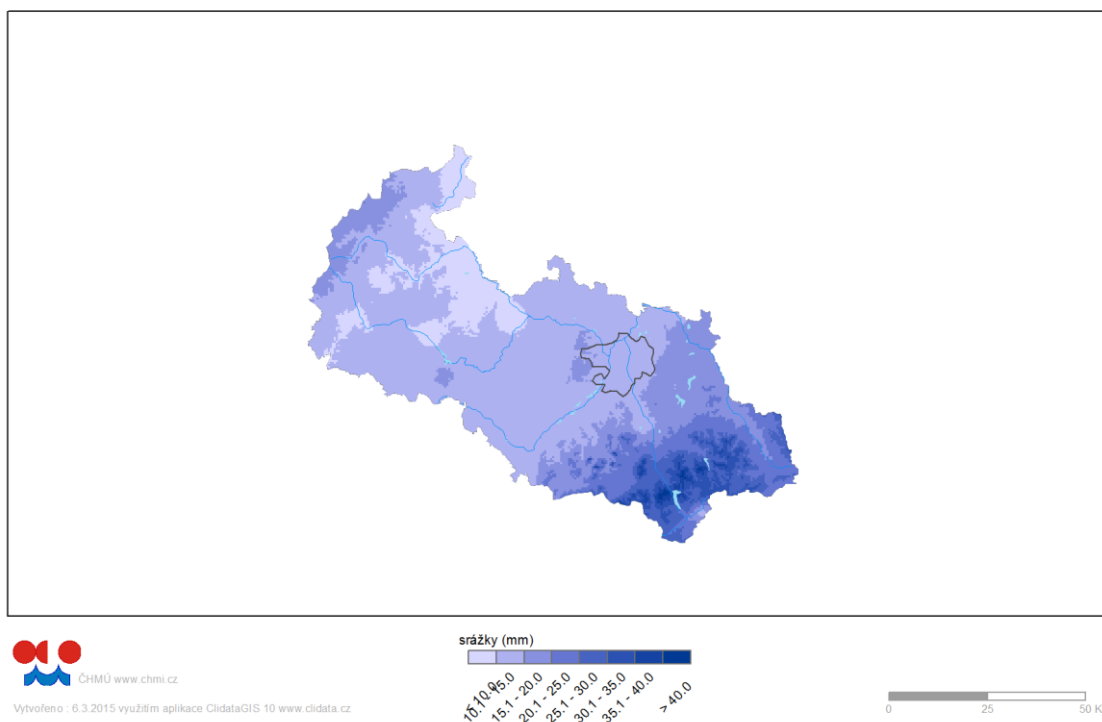 srážky (mm)
< 10.0
10.1 - 15.0
15.1 - 20.0
20.1 - 25.0
25.1 - 30.0
30.1 - 35.0
35.1 - 40.0
> 40.0
ČHMÚ www.chmi.cz
Vytvořeno : 6.3.2015 využitím aplikace ClidataGIS 10 www.clidata.cz
0 25 50 K